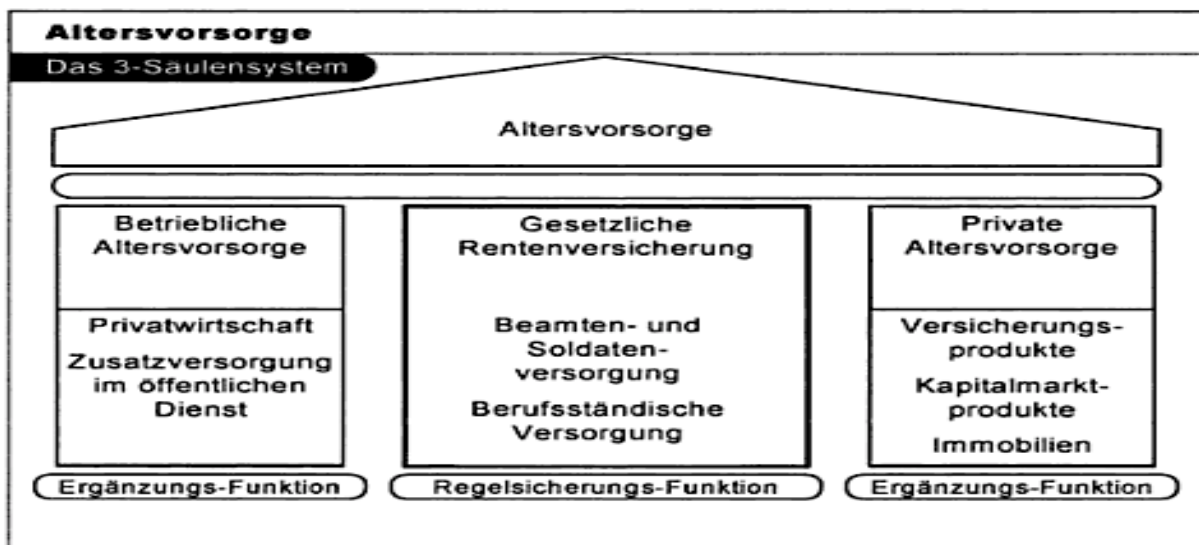 Altersvorsorge
Das 3-Säulensystem
Altersvorsorge
Betriebliche
Altersvorsorge
Privatwirtschaft
Zusatzversorgung
im öffentlichen
Dienst
Ergänzungs-Funktion
Gesetzliche
Rentenversicherung
Beamten- und
Soldaten-
versorgung
Berufsständische
Versorgung
Regelsicherungs-Funktion
Private
Altersvorsorge
Versicherungs-
produkte
Kapitalmarkt-
produkte
Immobilien
Ergänzungs-Funktion